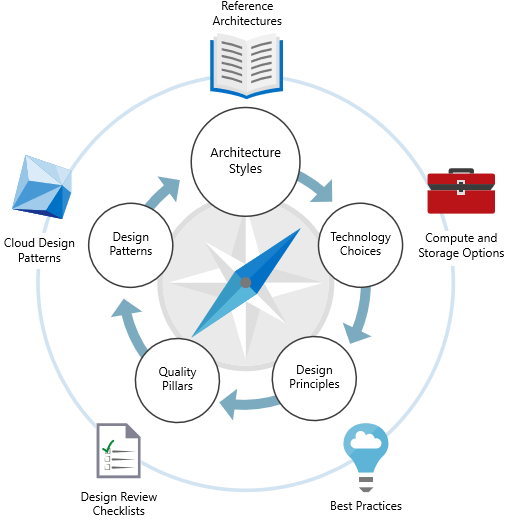 Reference
Architectures
Architecture
Styles
Cloud Design
Patterns
Design
Patterns
Technology
Choices
Compute and
Storage Options
Quality
Pillars
Design
Principles
Design Review
Checklists
Best Practices